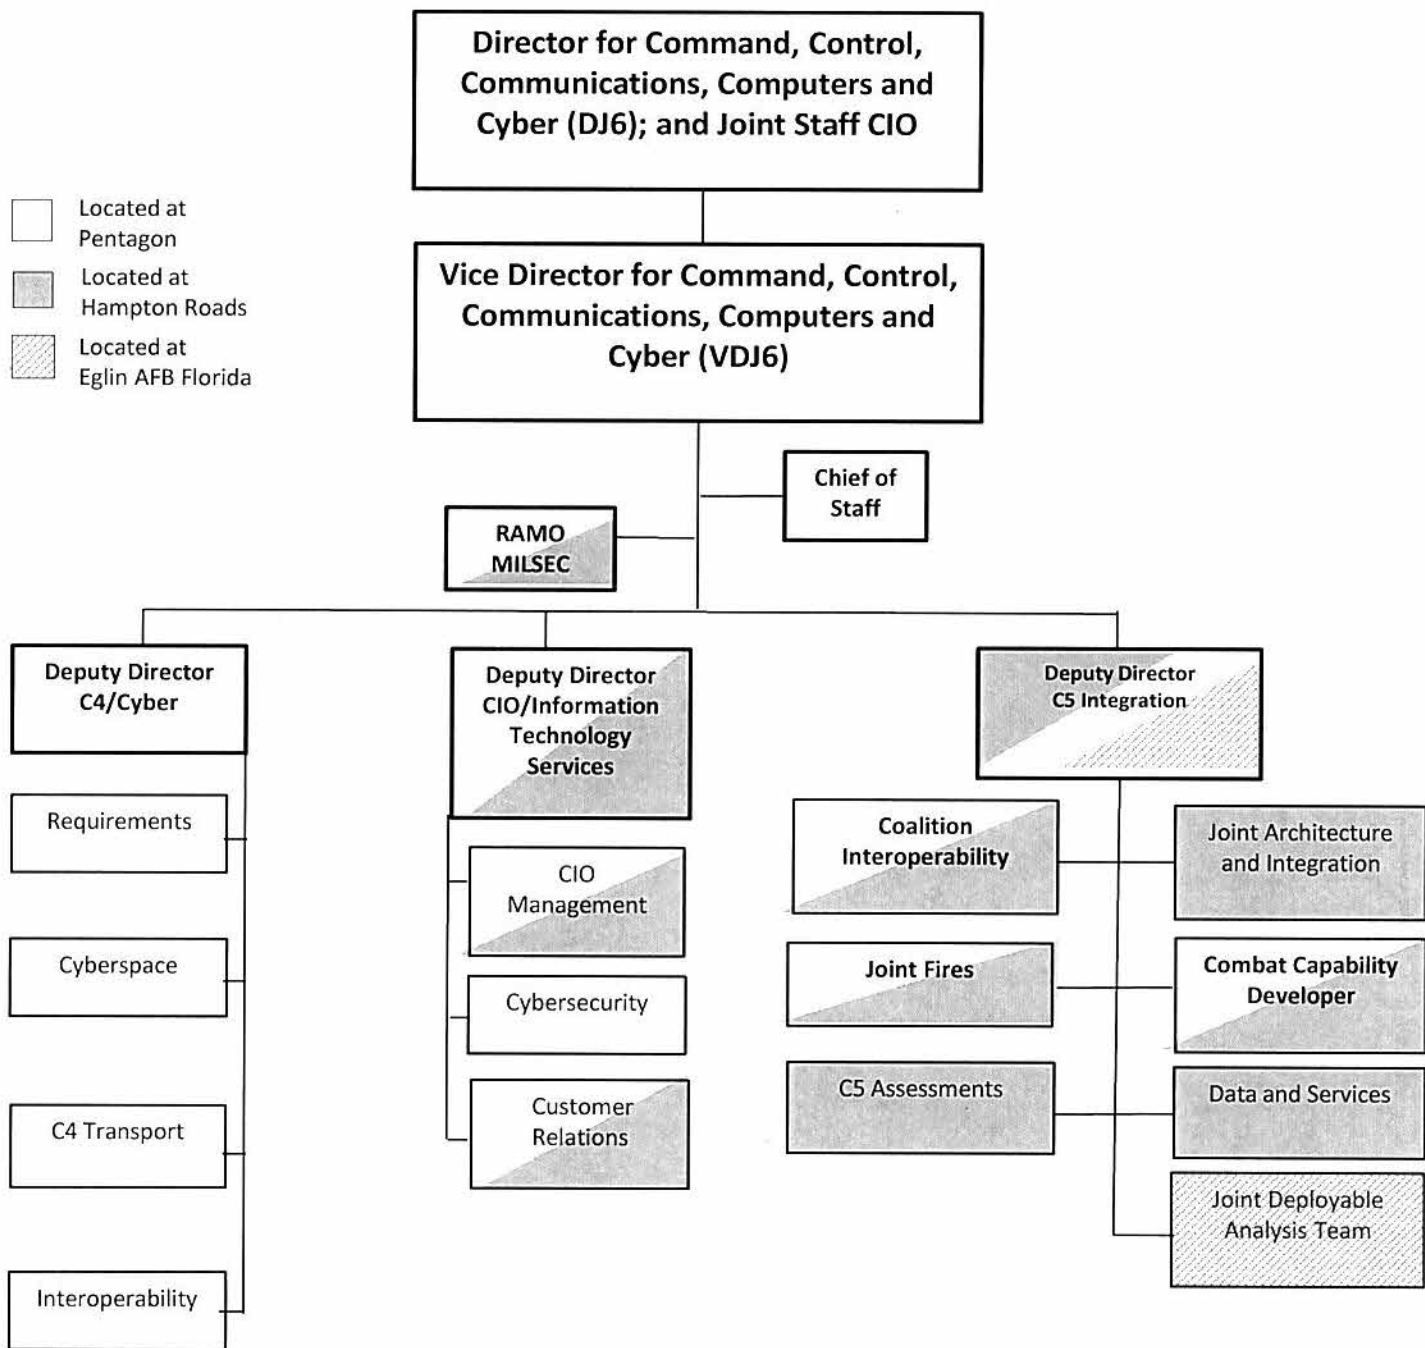 Director for Command, Control,
Communications, Computers and
Cyber (DJ6); and Joint Staff CIO
Located at
Pentagon
Located at
Hampton Roads
Located at
Eglin AFB Florida
Vice Director for Command, Control,
Communications, Computers and
Cyber (VDJ6)
Chief of
Staff
RAMO
MILSEC
Deputy Director
C4/Cyber
Requirements
Cyberspace
C4 Transport
Interoperability
Deputy Director
CIO/Information
Technology
Services
CIO
Management
Cybersecurity
Customer
Relations
Deputy Director
C5 Integration
Coalition
Interoperability
Joint Architecture
and Integration
Joint Fires
Combat Capability
Developer
C5 Assessments
Data and Services
Joint Deployable
Analysis Team